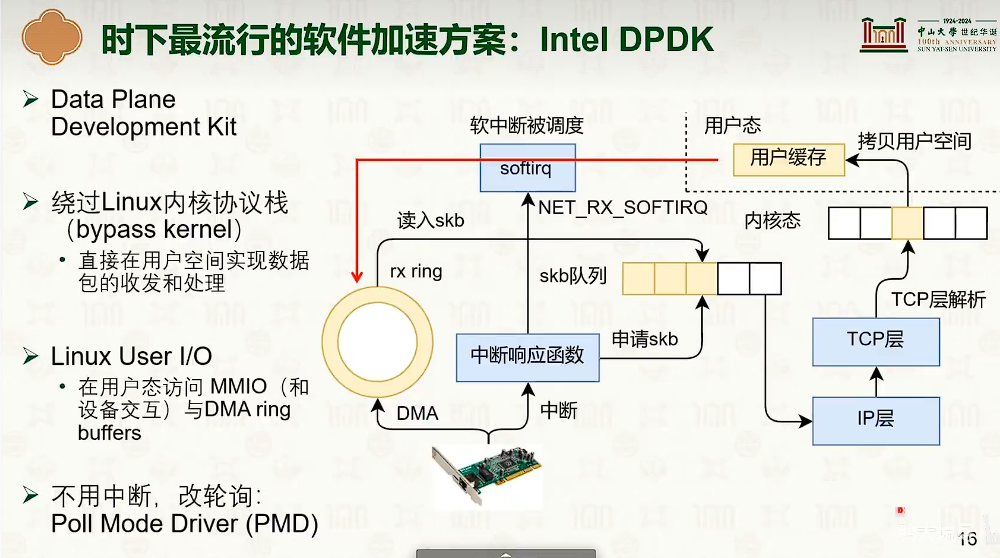 时下最流行的软件加速方案：Intel DPDK
1924-2024
中山大学 世纪华诞
100th ANNIVERSARY
SUN YAT-SEN UNIVERSITY
Data Plane
Development Kit
绕过Linux内核协议栈
（bypass kernel）
直接在用户空间实现数据
包的收发和处理
Linux User I/O
在用户态访问 MMIO（和
设备交互）与DMA ring
buffers
不用中断，改轮询：
Poll Mode Driver (PMD)
软中断被调度
softirq
用户态
用户缓存
拷贝用户空间
NET_RX_SOFTIRQ
内核态
读入skb
rx ring
skb队列
TCP层解析
中断响应函数
申请skb
TCP层
DMA
中断
IP层
16